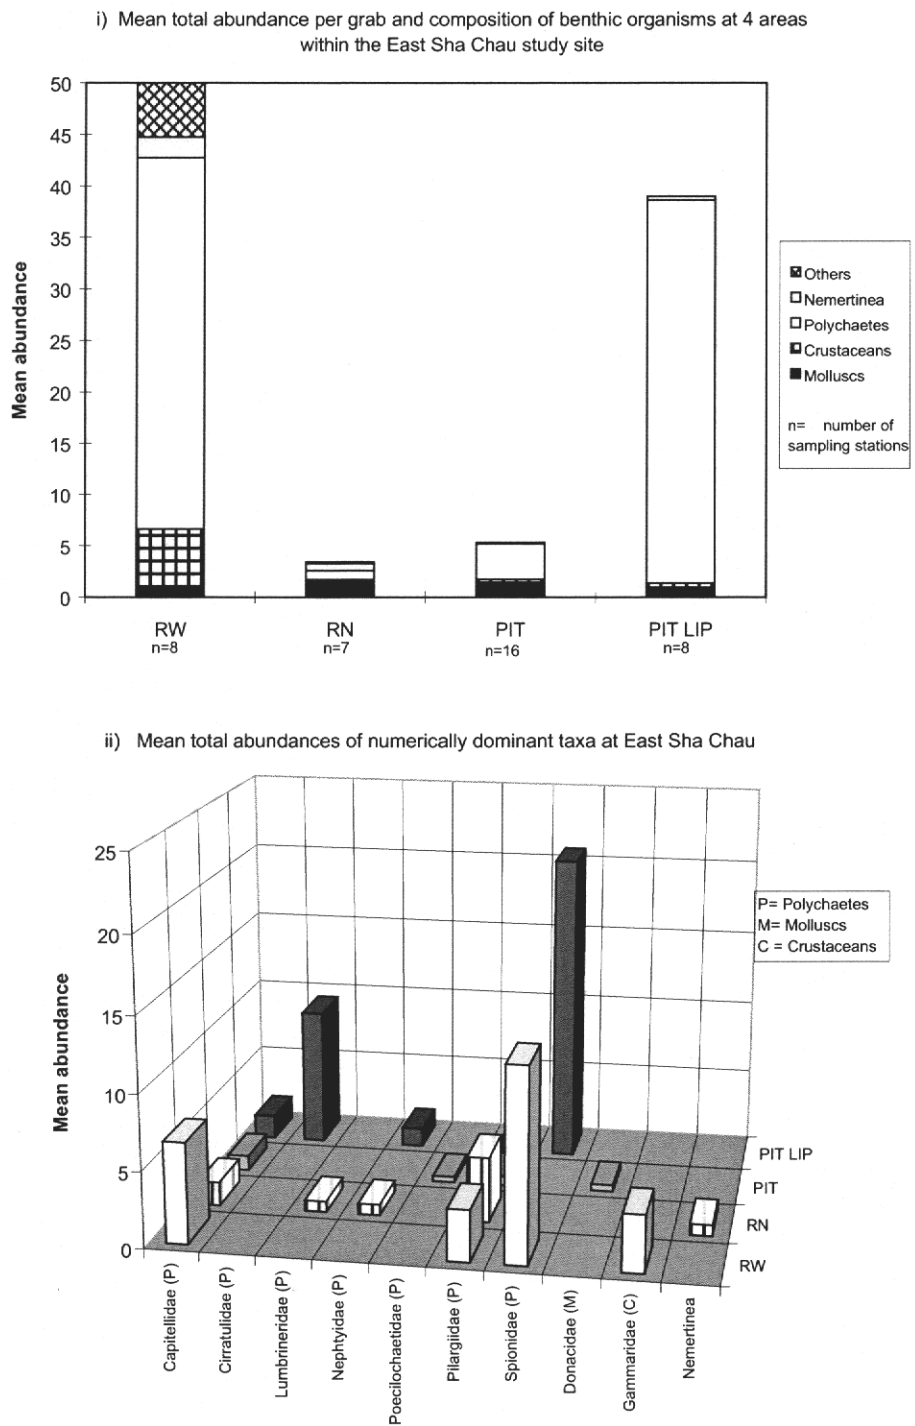 i) Mean total abundance per grab and composition of benthic organisms at 4 areas
within the East Sha Chau study site
50
45
40
35
30
25
20
15
10
5
0
Mean abundance
RW
n=8
RN
n=7
PIT
n=16
PIT LIP
n=8
Others
Nemertinea
Polychaetes
Crustaceans
Molluscs
n= number of
sampling stations
ii) Mean total abundances of numerically dominant taxa at East Sha Chau
25
20
15
10
5
0
Mean abundance
P= Polychaetes
M= Molluscs
C = Crustaceans
PIT LIP
PIT
RN
RW
Capitellidae (P)
Cirratulidae (P)
Lumbrineridae (P)
Nephtyidae (P)
Poecilochaetidae (P)
Pilargiidae (P)
Spionidae (P)
Donacidae (M)
Gammaridae (C)
Nemertinea